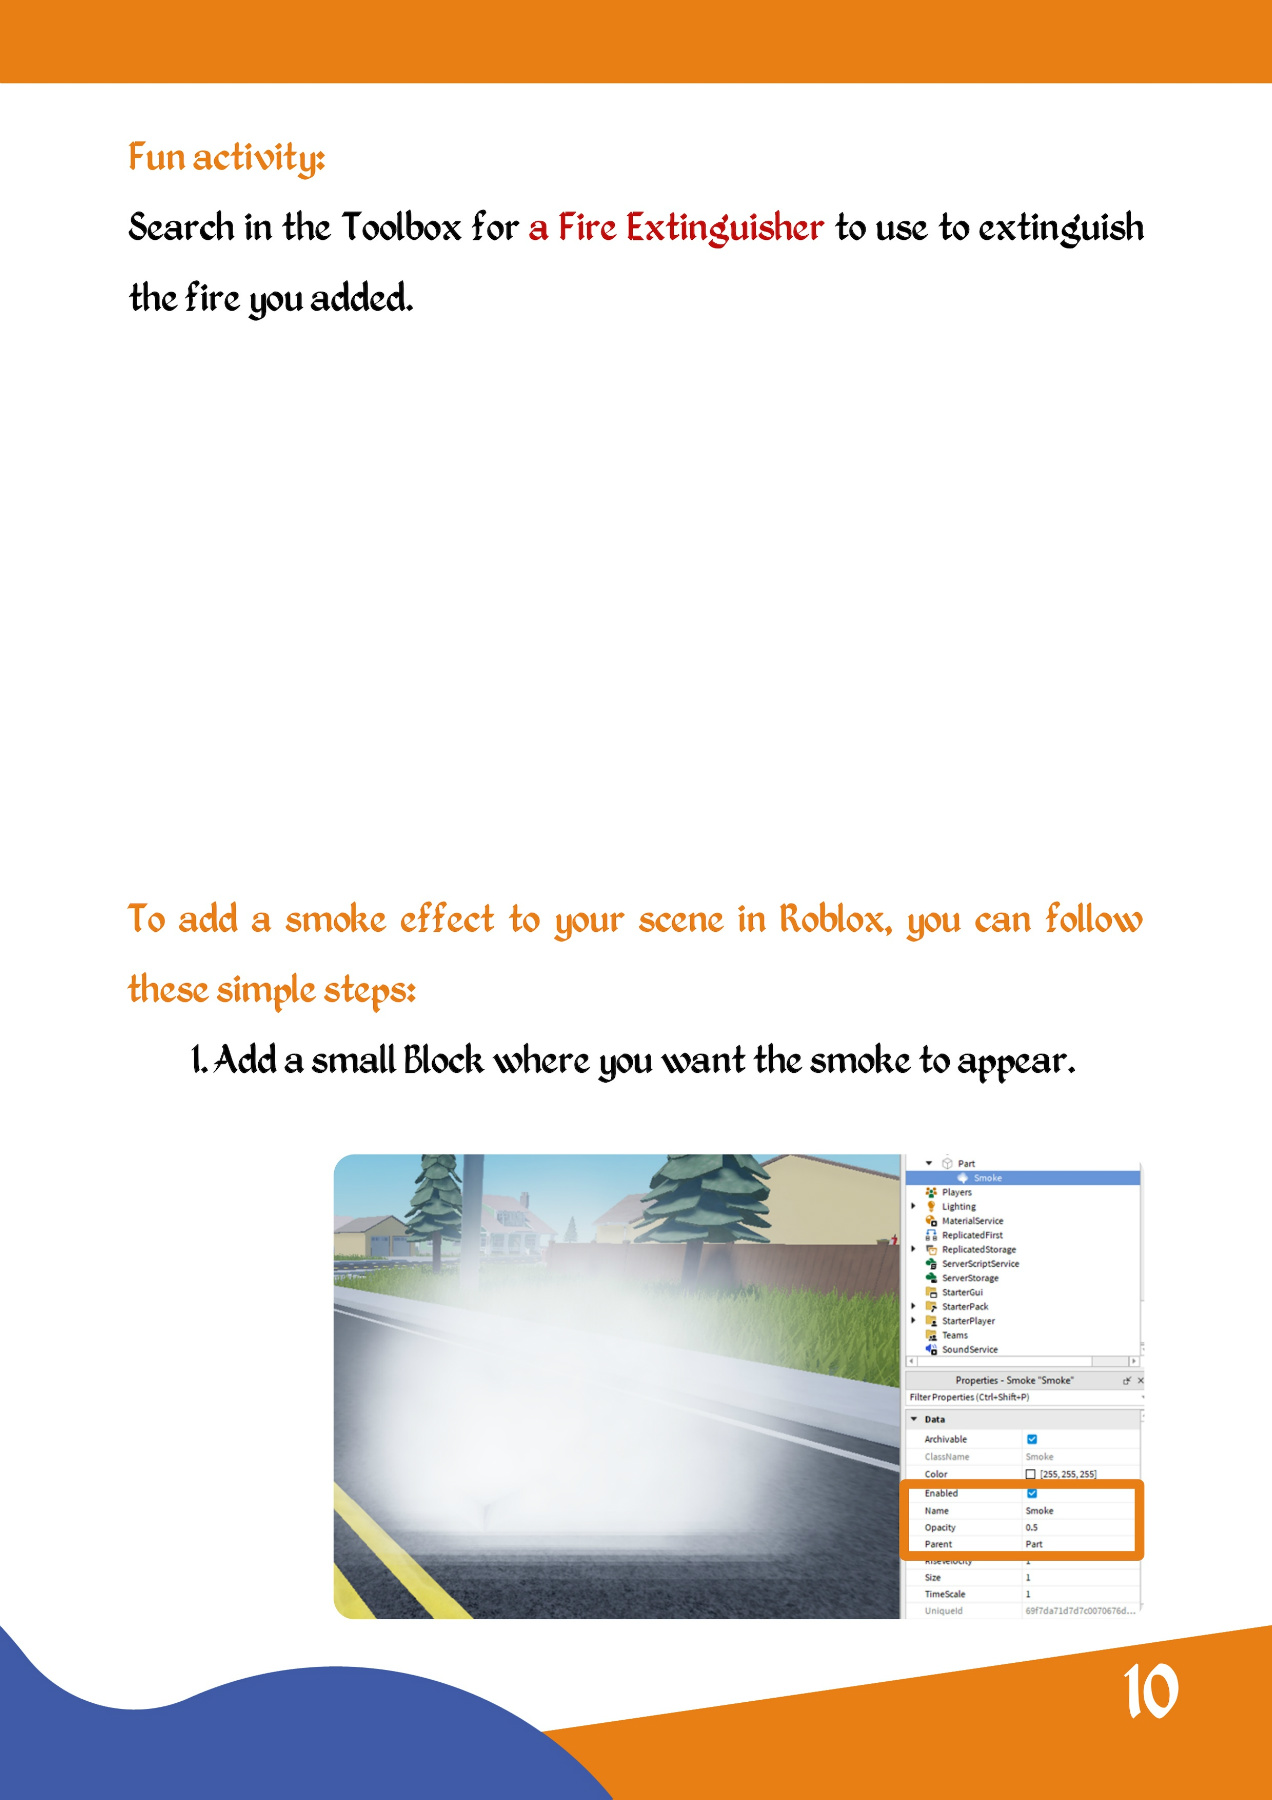 Fun activity:
Search in the Toolbox for a Fire Extinguisher to use to extinguish
the fire you added.
To add a smoke effect to your scene in Roblox, you can follow
these simple steps:
1. Add a small Block where you want the smoke to appear.
Part
Smoke
Players
Lighting
MaterialService
ReplicatedFirst
ReplicatedStorage
ServerScriptService
ServerStorage
StarterGui
StarterPack
StarterPlayer
Teams
SoundService
Properties - Smoke "Smoke"
Filter Properties (Ctrl+Shift+P)
Data
Archivable
ClassName Smoke
Color [255, 255, 255]
Enabled
Name Smoke
Opacity 0.5
Parent Part
RiseVelocity 1
Size 1
TimeScale 1
UniqueId 69f7da71d7d7c0070676d...
10